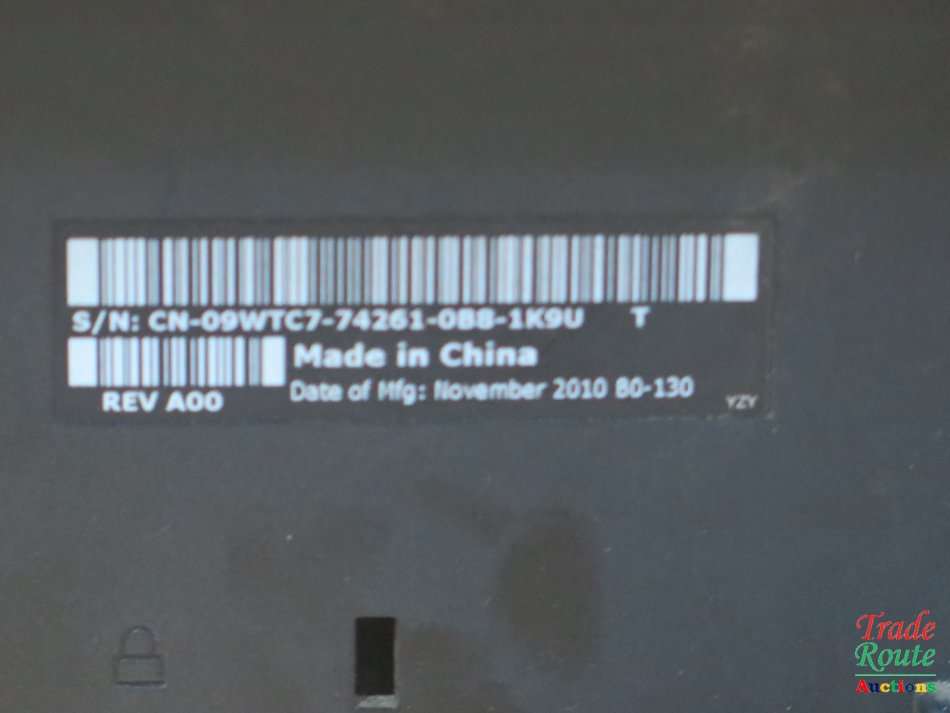 S/N: CN-09WTC7-74261-0B8-1K9U T
Made in China
Date of Mfg: November 2010 B0-130
REV A00
YZY
Trade
Route
Auctions